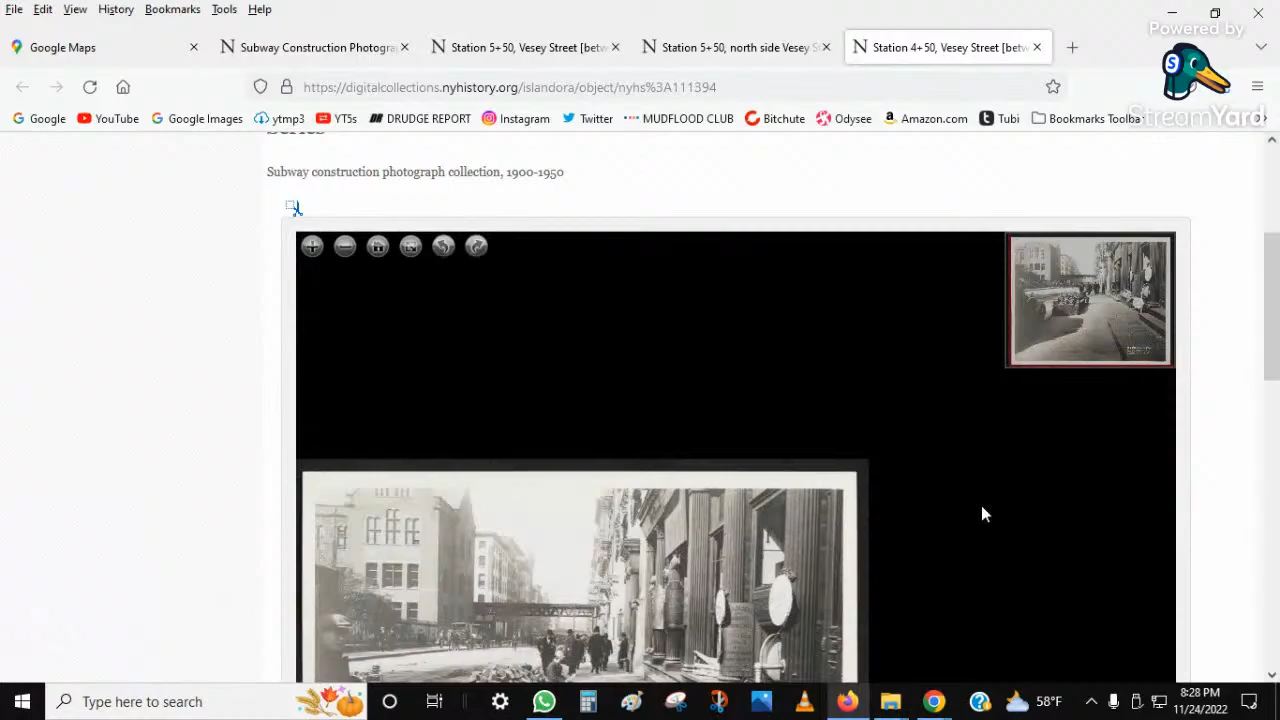 File Edit View History Bookmarks Tools Help
Powered by
Google Maps
Subway Construction Photogra
Station 5+50, Vesey Street [betw
Station 5+50, north side Vesey S
Station 4+50, Vesey Street [betw
https://digitalcollections.nyhistory.org/islandora/object/nyhs%3A111394
StreamYard
Google YouTube Google Images ytmp3 YT5s DRUDGE REPORT Instagram Twitter MUDFLOOD CLUB Bitchute Odysee Amazon.com Tubi Bookmarks Toolba
Series
Subway construction photograph collection, 1900-1950
Type here to search
58°F
8:28 PM
11/24/2022